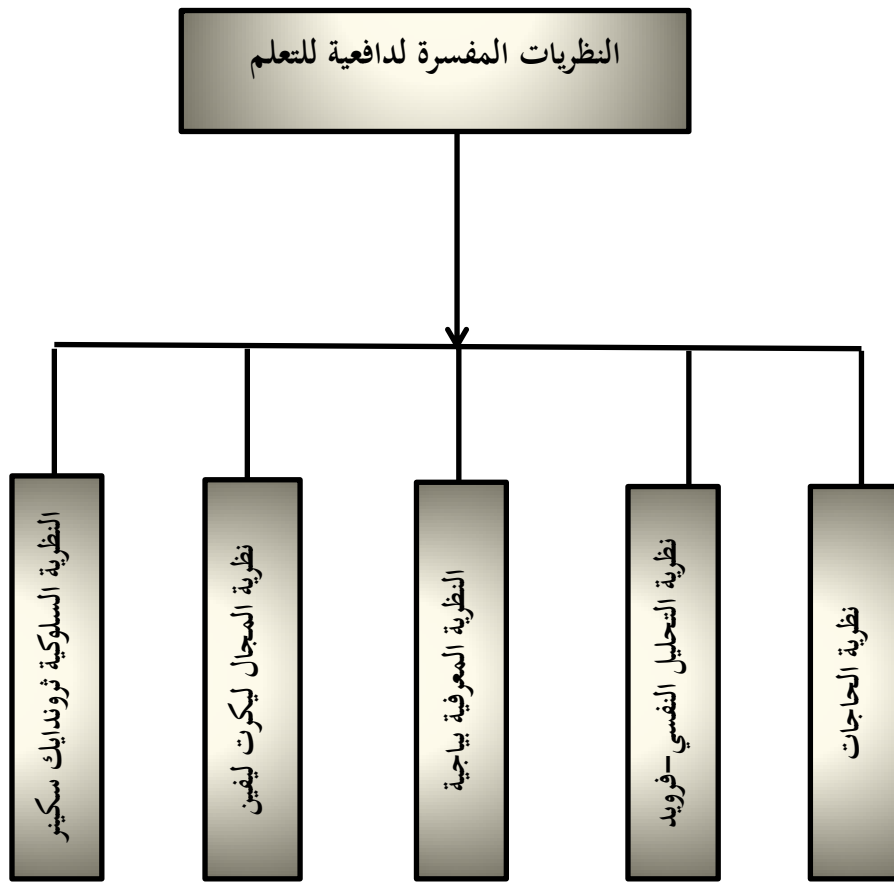 النظريات المفسرة لدافعية للتعلم
نظرية الحاجات
نظرية التحليل النفسي-فرويد
النظرية المعرفية بياجية
نظرية المجال ليكرت ليفين
النظرية السلوكية ثروندايك سكينر